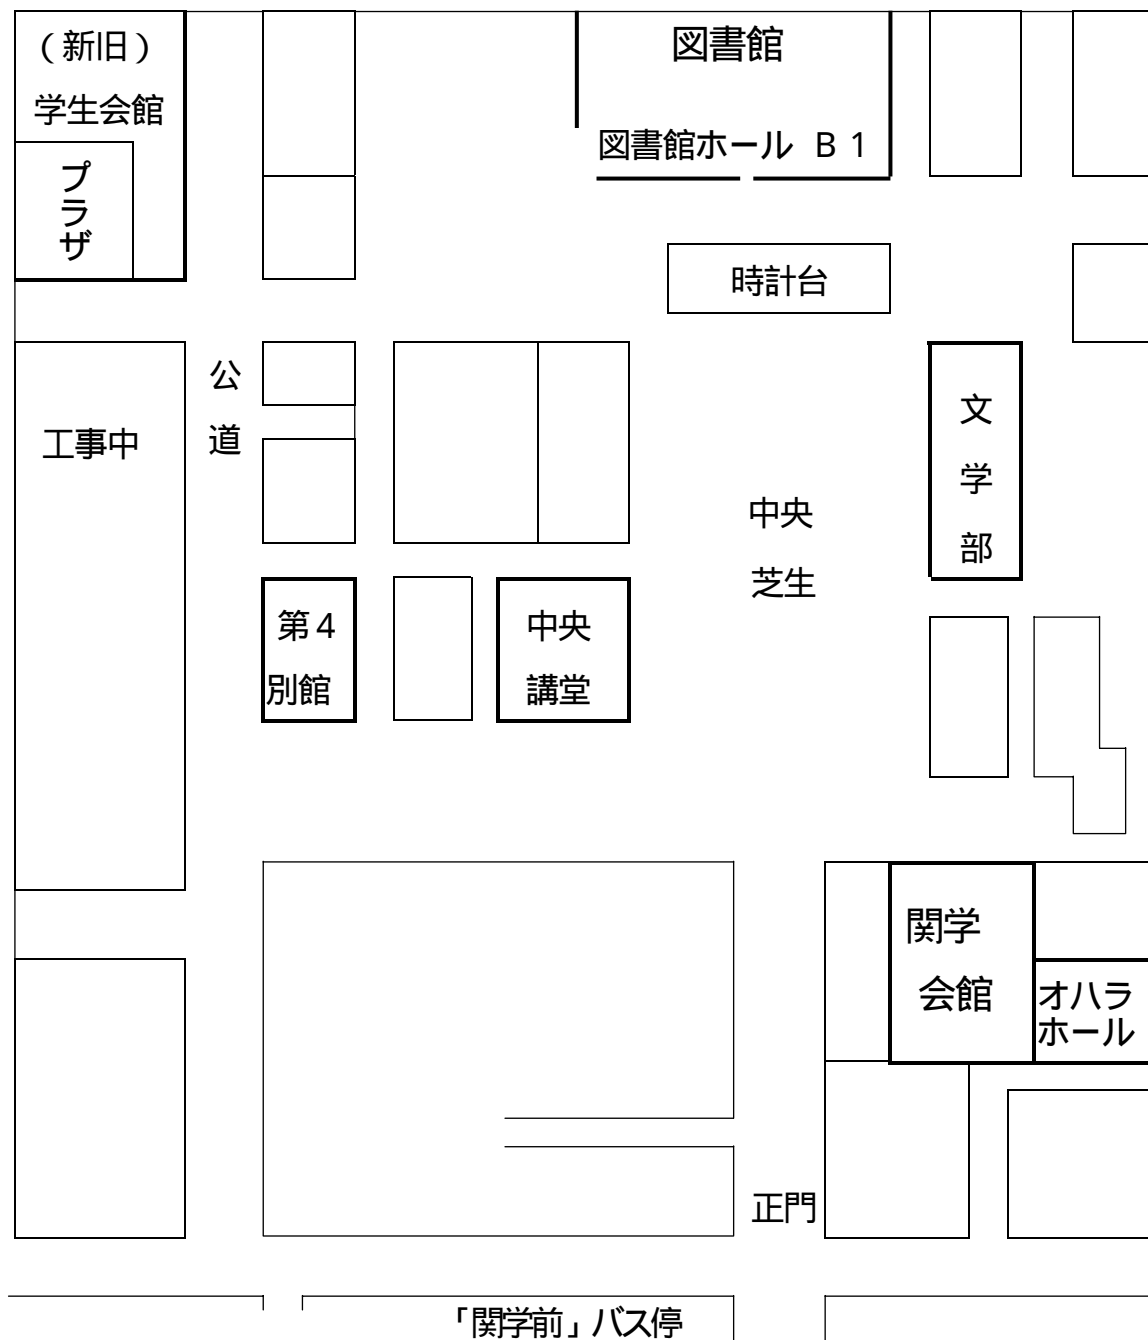 （新旧）
学生会館
プラザ
図書館
図書館ホール Ｂ１
時計台
公道
工事中
文学部
中央
芝生
第４
別館
中央
講堂
関学
会館
オハラ
ホール
正門
「関学前」バス停